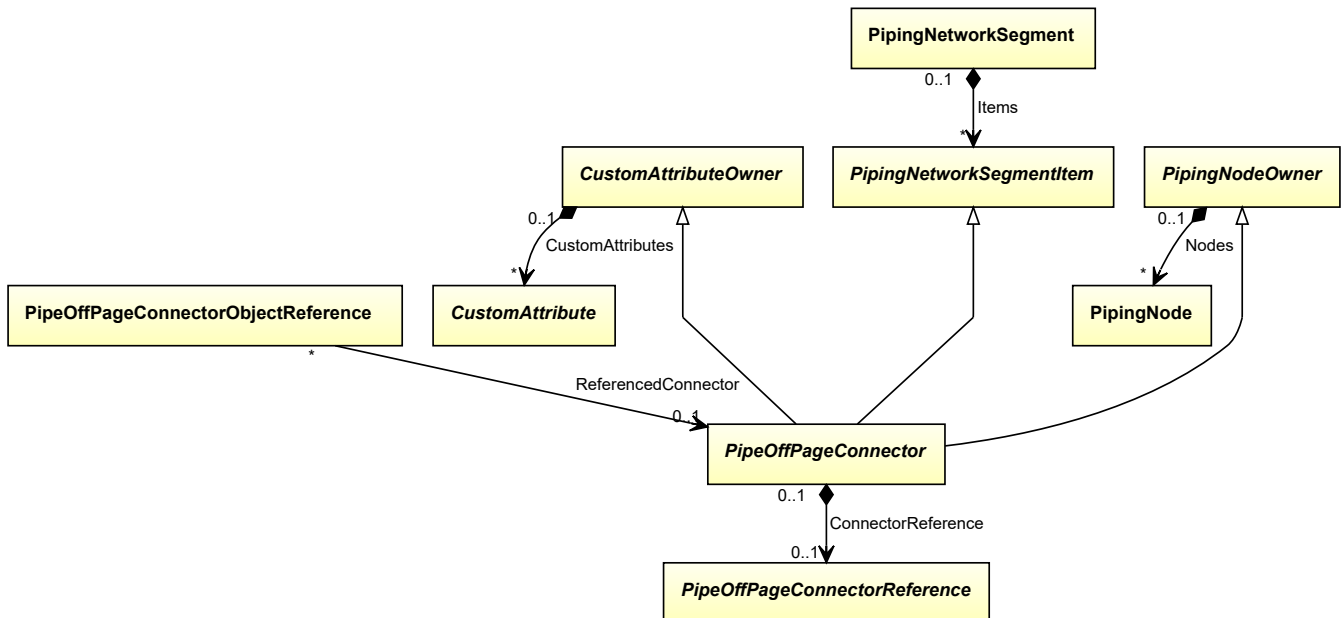 PipingNetworkSegment
0..1
Items
*
CustomAttributeOwner
PipingNetworkSegmentItem
PipingNodeOwner
0..1
CustomAttributes
*
0..1
Nodes
*
PipeOffPageConnectorObjectReference
CustomAttribute
PipingNode
*
ReferencedConnector
0..1
PipeOffPageConnector
0..1
ConnectorReference
0..1
PipeOffPageConnectorReference